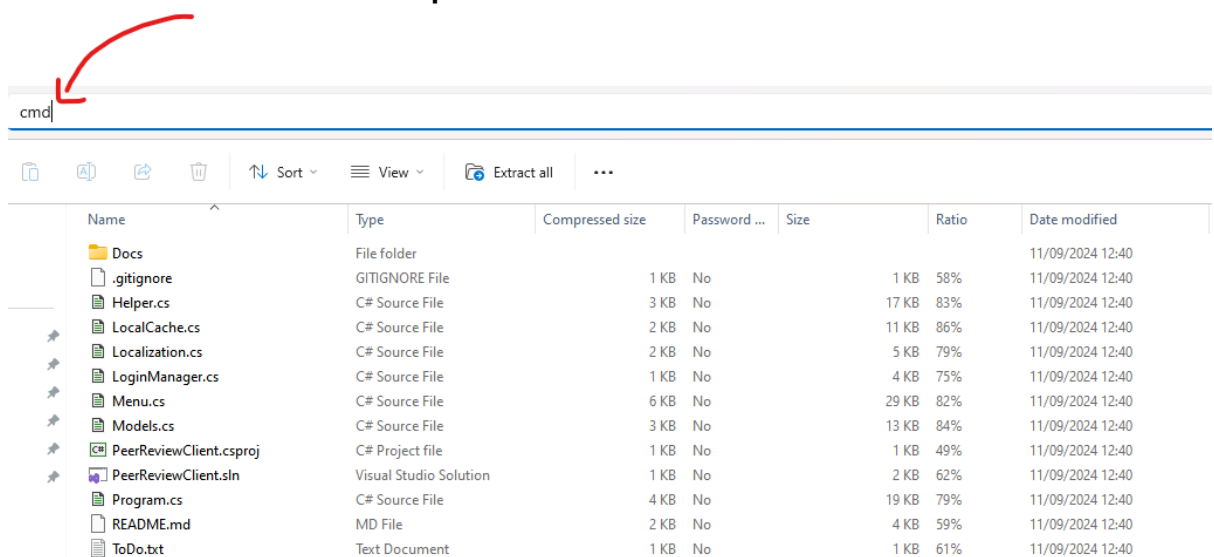 cmd
Sort View Extract all ...
Name Type Compressed size Password ... Size Ratio Date modified
Docs File folder 11/09/2024 12:40
.gitignore GITIGNORE File 1 KB No 1 KB 58% 11/09/2024 12:40
Helper.cs C# Source File 3 KB No 17 KB 83% 11/09/2024 12:40
LocalCache.cs C# Source File 2 KB No 11 KB 86% 11/09/2024 12:40
Localization.cs C# Source File 2 KB No 5 KB 79% 11/09/2024 12:40
LoginManager.cs C# Source File 1 KB No 4 KB 75% 11/09/2024 12:40
Menu.cs C# Source File 6 KB No 29 KB 82% 11/09/2024 12:40
Models.cs C# Source File 3 KB No 13 KB 84% 11/09/2024 12:40
PeerReviewClient.csproj C# Project file 1 KB No 1 KB 49% 11/09/2024 12:40
PeerReviewClient.sln Visual Studio Solution 1 KB No 2 KB 62% 11/09/2024 12:40
Program.cs C# Source File 4 KB No 19 KB 79% 11/09/2024 12:40
README.md MD File 2 KB No 4 KB 59% 11/09/2024 12:40
ToDo.txt Text Document 1 KB No 1 KB 61% 11/09/2024 12:40